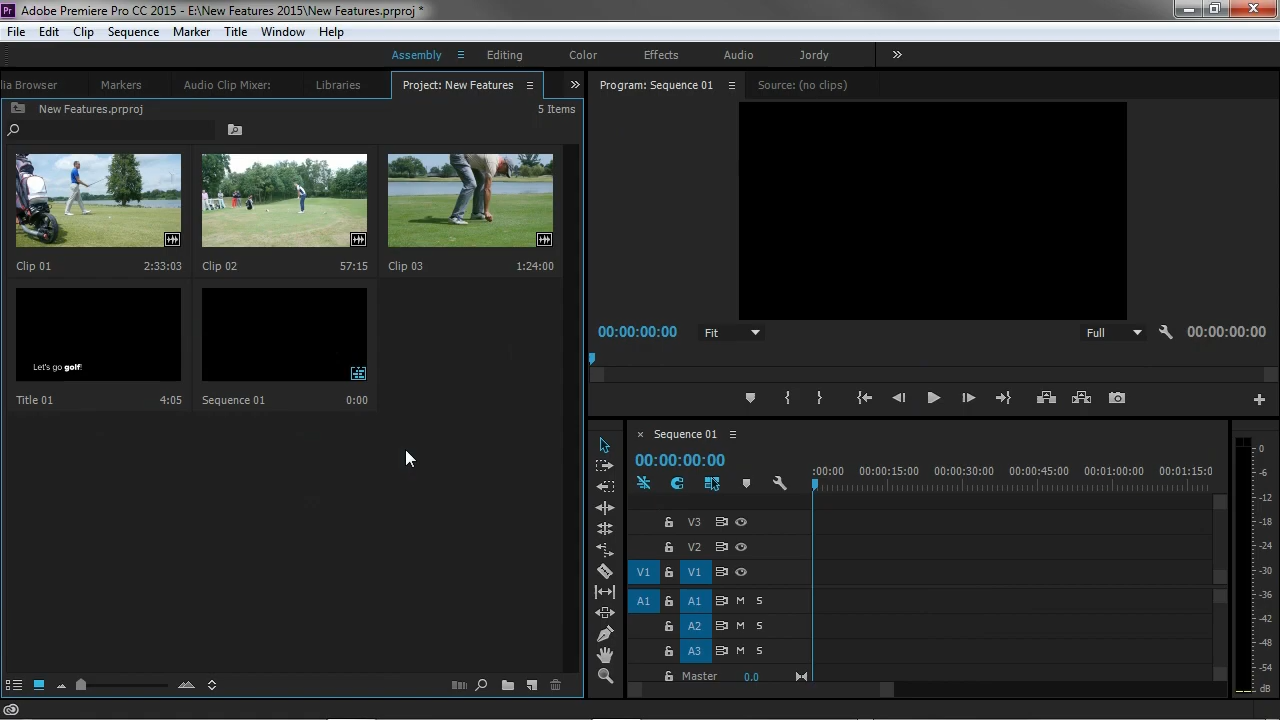 Pr Adobe Premiere Pro CC 2015 - E:\New Features 2015\New Features.prproj *
File Edit Clip Sequence Marker Title Window Help
Assembly Editing Color Effects Audio Jordy
lia Browser Markers Audio Clip Mixer: Libraries Project: New Features
Program: Sequence 01 Source: (no clips)
New Features.prproj 5 Items
Clip 01 2:33:03 Clip 02 57:15 Clip 03 1:24:00
Let's go golf!
Title 01 4:05 Sequence 01 0:00
00:00:00:00 Fit Full 00:00:00:00
Sequence 01
00:00:00:00
:00:00 00:00:15:00 00:00:30:00 00:00:45:00 00:01:00:00 00:01:15:0
V3
V2
V1 V1
A1 A1 M S
A2 M S
A3 M S
Master 0.0
0
-6
-12
-18
-24
-30
-36
-42
-48
-54
dB